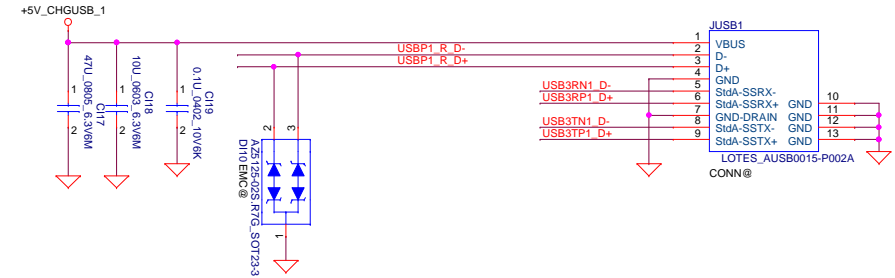 +5V_CHGUSB_1
JUSB1
1 VBUS
USBP1_R_D- 2 D-
USBP1_R_D+ 3 D+
4 GND
USB3RN1_D- 5 StdA-SSRX-
USB3RP1_D+ 6 StdA-SSRX+ GND 10
7 GND-DRAIN GND 11
USB3TN1_D- 8 StdA-SSTX- GND 12
USB3TP1_D+ 9 StdA-SSTX+ GND 13
LOTES_AUSB0015-P002A
CONN@
1
2
CI17
47U_0805_6.3V6M
1
2
CI18
10U_0603_6.3V6M
1
2
CI19
0.1U_0402_10V6K
2
3
1
AZ5125-02S.R7G_SOT23-3
DI10 EMC@